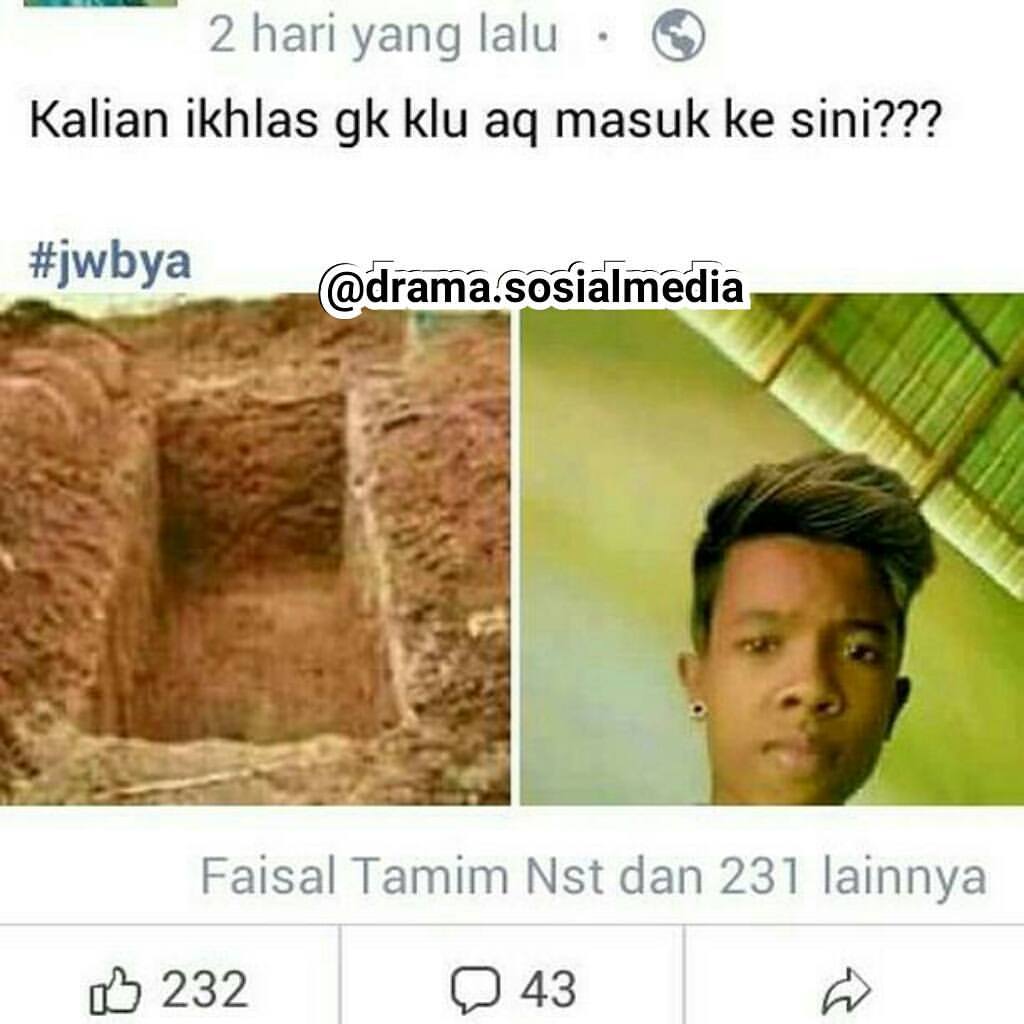 2 hari yang lalu
Kalian ikhlas gk klu aq masuk ke sini???
#jwbya
@drama.sosialmedia
Faisal Tamim Nst dan 231 lainnya
232
43